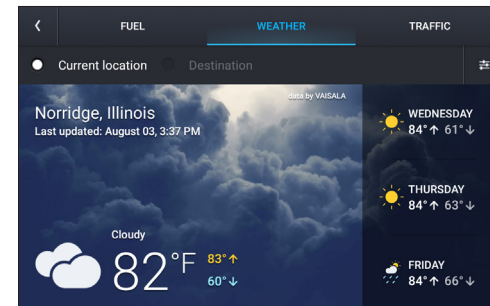 FUEL
WEATHER
TRAFFIC
Current location
Destination
data by VAISALA
Norridge, Illinois
Last updated: August 03, 3:37 PM
Cloudy
82°F
83°↑
60°↓
WEDNESDAY
84°↑ 61°↓
THURSDAY
84°↑ 63°↓
FRIDAY
84°↑ 66°↓